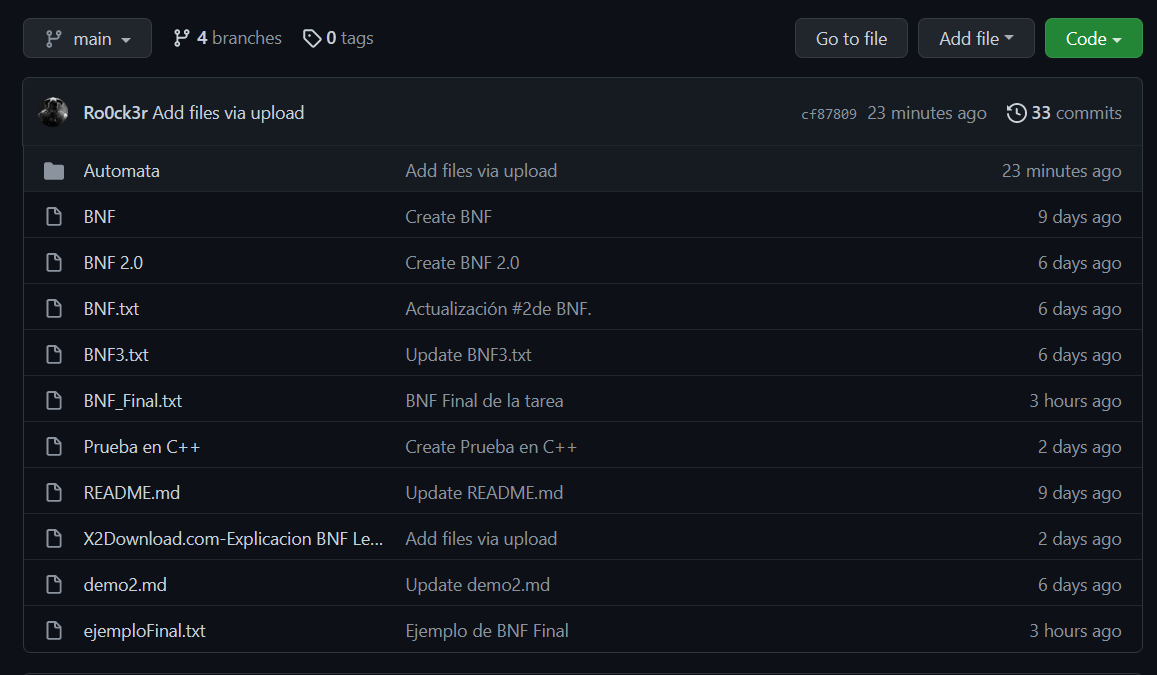 main 4 branches 0 tags Go to file Add file Code
Ro0ck3r Add files via upload cf87809 23 minutes ago 33 commits
Automata Add files via upload 23 minutes ago
BNF Create BNF 9 days ago
BNF 2.0 Create BNF 2.0 6 days ago
BNF.txt Actualización #2de BNF. 6 days ago
BNF3.txt Update BNF3.txt 6 days ago
BNF_Final.txt BNF Final de la tarea 3 hours ago
Prueba en C++ Create Prueba en C++ 2 days ago
README.md Update README.md 9 days ago
X2Download.com-Explicacion BNF Le... Add files via upload 2 days ago
demo2.md Update demo2.md 6 days ago
ejemploFinal.txt Ejemplo de BNF Final 3 hours ago